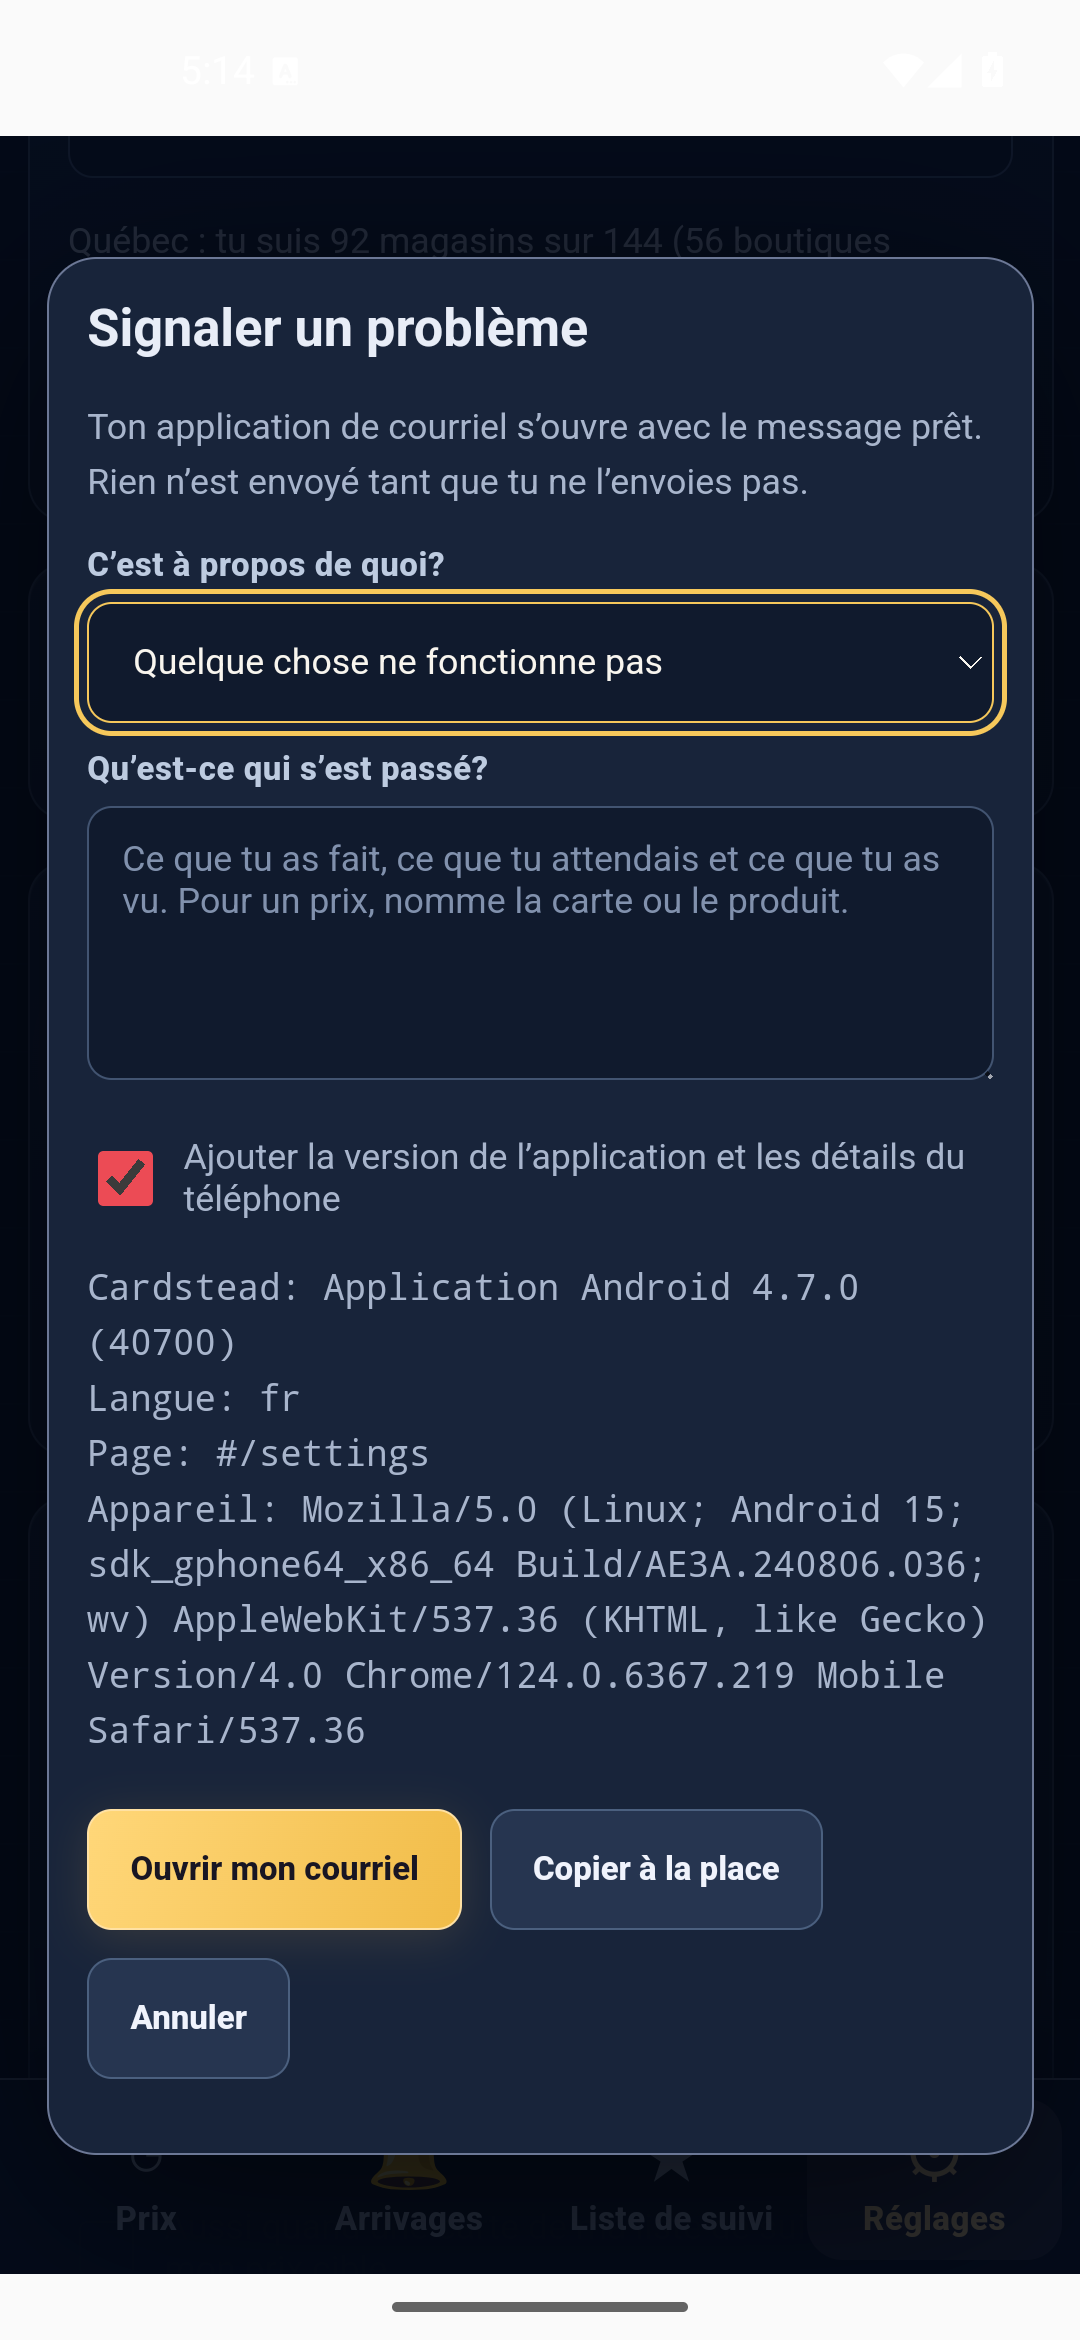 5:14
Québec : tu suis 92 magasins sur 144 (56 boutiques
Signaler un problème
Ton application de courriel s’ouvre avec le message prêt.
Rien n’est envoyé tant que tu ne l’envoies pas.
C’est à propos de quoi?
Quelque chose ne fonctionne pas
Qu’est-ce qui s’est passé?
Ce que tu as fait, ce que tu attendais et ce que tu as
vu. Pour un prix, nomme la carte ou le produit.
Ajouter la version de l’application et les détails du
téléphone
Cardstead: Application Android 4.7.0
(40700)
Langue: fr
Page: #/settings
Appareil: Mozilla/5.0 (Linux; Android 15;
sdk_gphone64_x86_64 Build/AE3A.240806.036;
wv) AppleWebKit/537.36 (KHTML, like Gecko)
Version/4.0 Chrome/124.0.6367.219 Mobile
Safari/537.36
Ouvrir mon courriel
Copier à la place
Annuler
Prix
Arrivages
Liste de suivi
Réglages